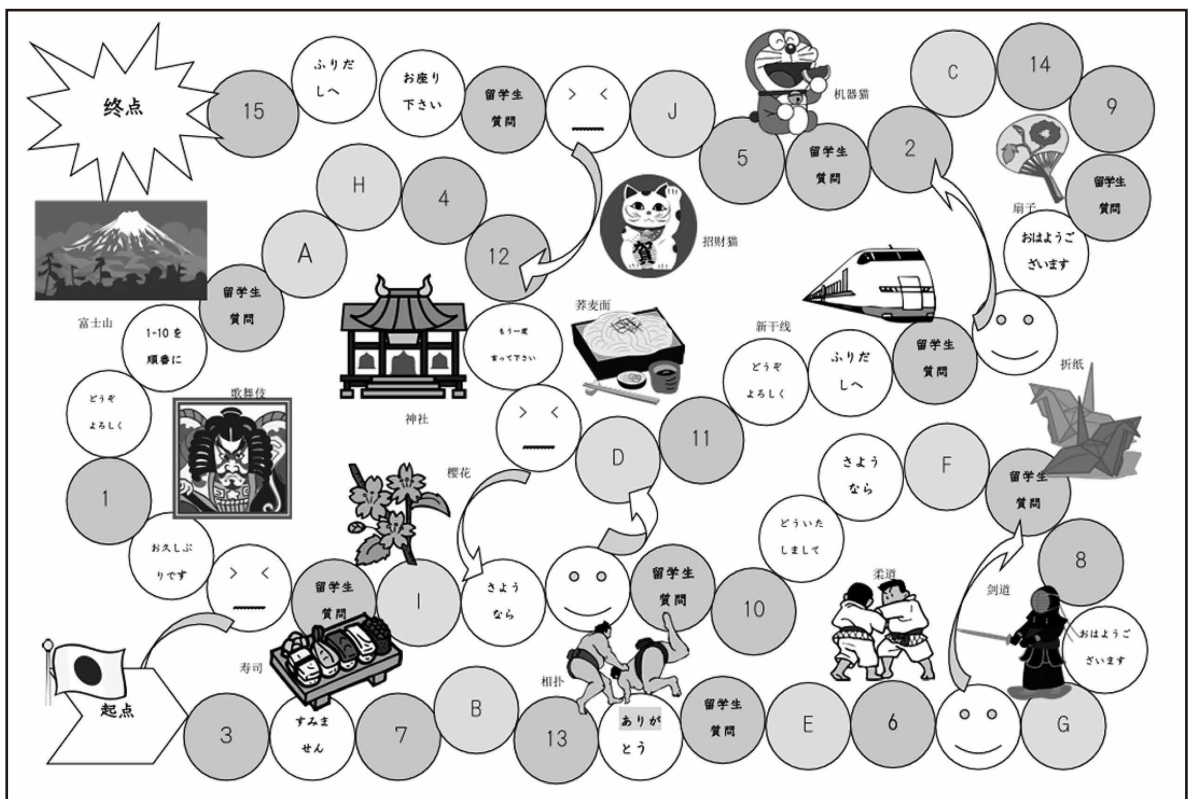 终点
15
ふりだ
しへ
お座り
下さい
留学生
質問
J
5
机器猫
留学生
質問
2
C
14
9
扇子
留学生
質問
おはようご
ざいます
H
4
A
12
招财猫
賀
留学生
質問
富士山
1-10を
順番に
もう一度
言って下さい
荞麦面
新干线
どうぞ
よろしく
ふりだ
しへ
留学生
質問
折纸
どうぞ
よろしく
歌舞伎
神社
D
11
さよう
なら
F
留学生
質問
1
樱花
どういた
しまして
8
お久しぶ
りです
留学生
質問
I
さよう
なら
留学生
質問
10
柔道
剑道
おはようご
ざいます
寿司
相扑
起点
3
すみま
せん
7
B
13
ありが
とう
留学生
質問
E
6
G